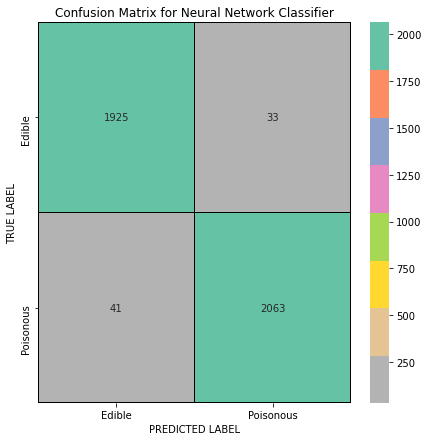 Confusion Matrix for Neural Network Classifier
TRUE LABEL
Edible
Poisonous
1925
33
41
2063
Edible
Poisonous
PREDICTED LABEL
2000
1750
1500
1250
1000
750
500
250